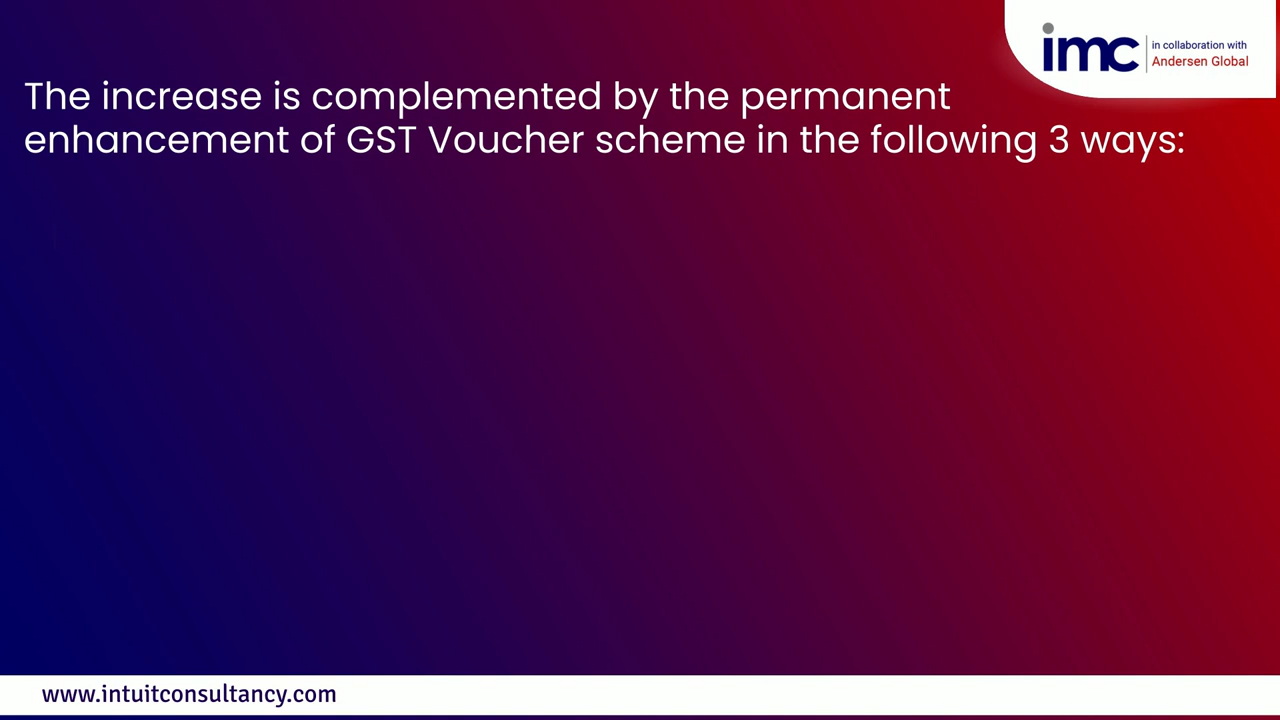 imc
in collaboration with
Andersen Global
The increase is complemented by the permanent
enhancement of GST Voucher scheme in the following 3 ways:
www.intuitconsultancy.com